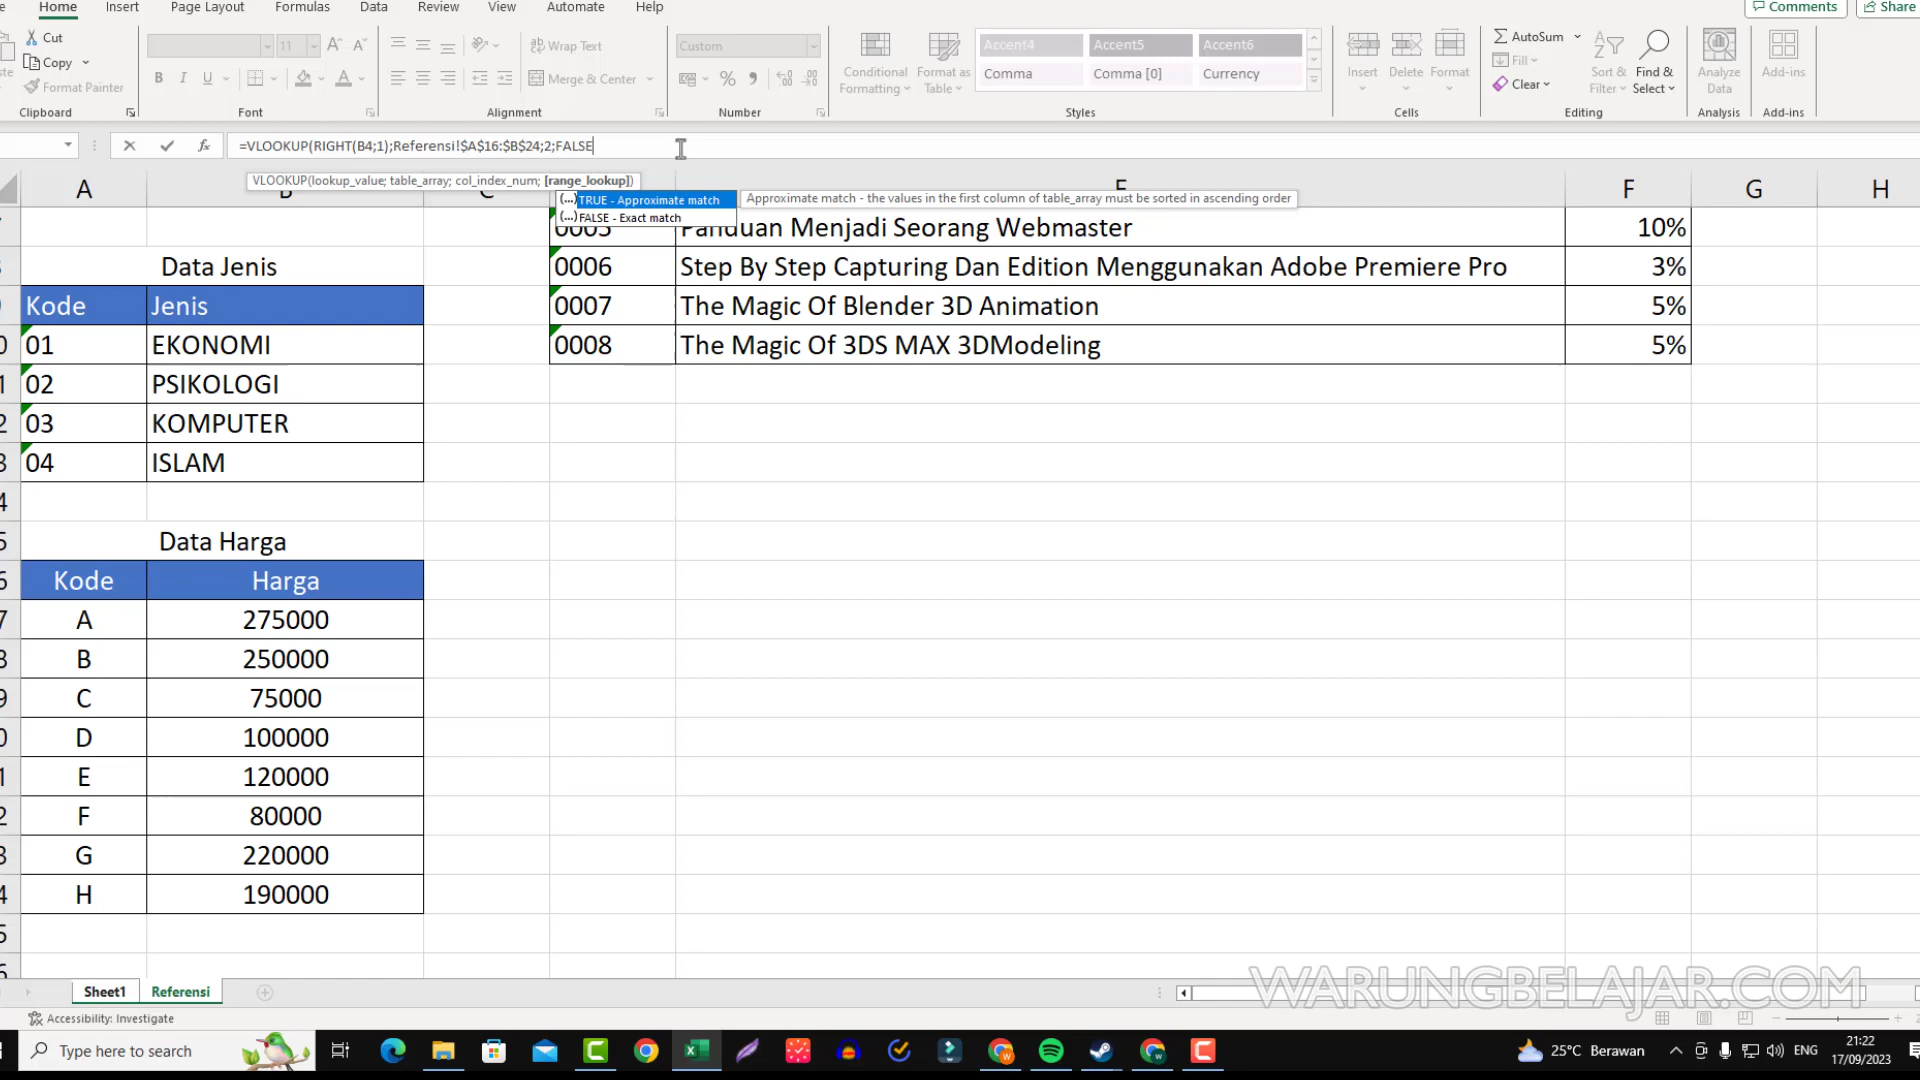 Home Insert Page Layout Formulas Data Review View Automate Help Comments Share
Cut
Copy
Format Painter
Clipboard
11
Font
Wrap Text
Merge & Center
Alignment
Custom
Number
Conditional Formatting
Format as Table
Accent4 Accent5 Accent6
Comma Comma [0] Currency
Styles
Insert Delete Format
Cells
AutoSum
Fill
Clear
Sort & Filter
Find & Select
Editing
Analyze Data
Analysis
Add-ins
Add-ins
=VLOOKUP(RIGHT(B4;1);Referensi!$A$16:$B$24;2;FALSE
VLOOKUP(lookup_value; table_array; col_index_num; [range_lookup])
(...) TRUE - Approximate match
(...) FALSE - Exact match
Approximate match - the values in the first column of table_array must be sorted in ascending order
A F G H
0005 Panduan Menjadi Seorang Webmaster 10%
0006 Step By Step Capturing Dan Edition Menggunakan Adobe Premiere Pro 3%
0007 The Magic Of Blender 3D Animation 5%
0008 The Magic Of 3DS MAX 3DModeling 5%
Data Jenis
Kode Jenis
01 EKONOMI
02 PSIKOLOGI
03 KOMPUTER
04 ISLAM
Data Harga
Kode Harga
A 275000
B 250000
C 75000
D 100000
E 120000
F 80000
G 220000
H 190000
Sheet1 Referensi
WARUNGBELAJAR.COM
Accessibility: Investigate
Type here to search
25°C Berawan
ENG
21:22
17/09/2023